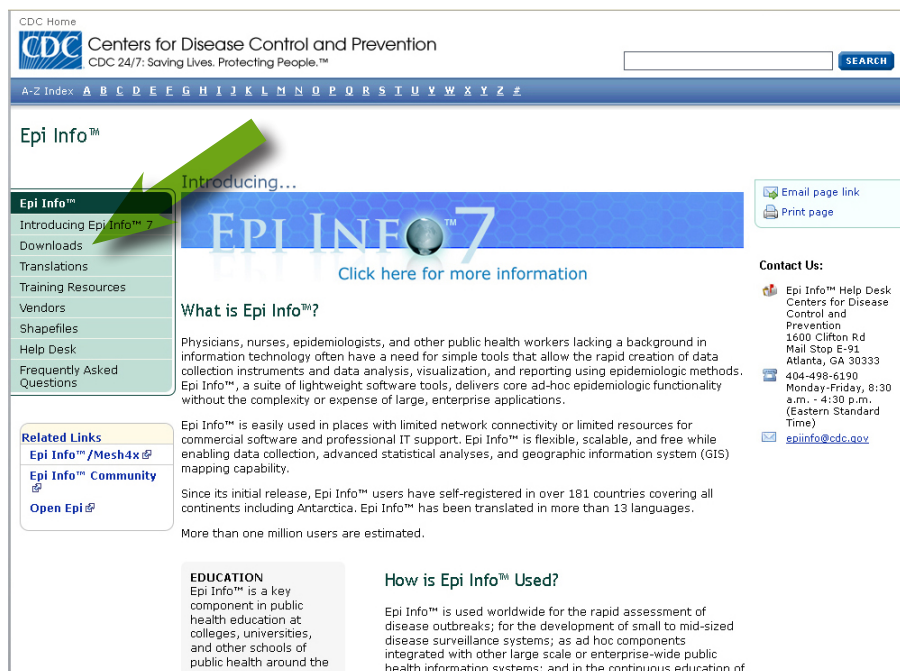 CDC Home
CDC
Centers for Disease Control and Prevention
CDC 24/7: Saving Lives. Protecting People.™
SEARCH
A-Z Index A B C D E F G H I J K L M N O P Q R S T U V W X Y Z #
Epi Info™
Epi Info™
Introducing Epi Info™ 7
Downloads
Translations
Training Resources
Vendors
Shapefiles
Help Desk
Frequently Asked
Questions
Related Links
Epi Info™/Mesh4x
Epi Info™ Community
Open Epi
Introducing...
EPI INFO™ 7
Click here for more information
What is Epi Info™?
Physicians, nurses, epidemiologists, and other public health workers lacking a background in
information technology often have a need for simple tools that allow the rapid creation of data
collection instruments and data analysis, visualization, and reporting using epidemiologic methods.
Epi Info™, a suite of lightweight software tools, delivers core ad-hoc epidemiologic functionality
without the complexity or expense of large, enterprise applications.
Epi Info™ is easily used in places with limited network connectivity or limited resources for
commercial software and professional IT support. Epi Info™ is flexible, scalable, and free while
enabling data collection, advanced statistical analyses, and geographic information system (GIS)
mapping capability.
Since its initial release, Epi Info™ users have self-registered in over 181 countries covering all
continents including Antarctica. Epi Info™ has been translated in more than 13 languages.
More than one million users are estimated.
EDUCATION
Epi Info™ is a key
component in public
health education at
colleges, universities,
and other schools of
public health around the
How is Epi Info™ Used?
Epi Info™ is used worldwide for the rapid assessment of
disease outbreaks; for the development of small to mid-sized
disease surveillance systems; as ad hoc components
integrated with other large scale or enterprise-wide public
health information systems; and in the continuous education of
Email page link
Print page
Contact Us:
Epi Info™ Help Desk
Centers for Disease
Control and
Prevention
1600 Clifton Rd
Mail Stop E-91
Atlanta, GA 30333
404-498-6190
Monday-Friday, 8:30
a.m. - 4:30 p.m.
(Eastern Standard
Time)
epiinfo@cdc.gov